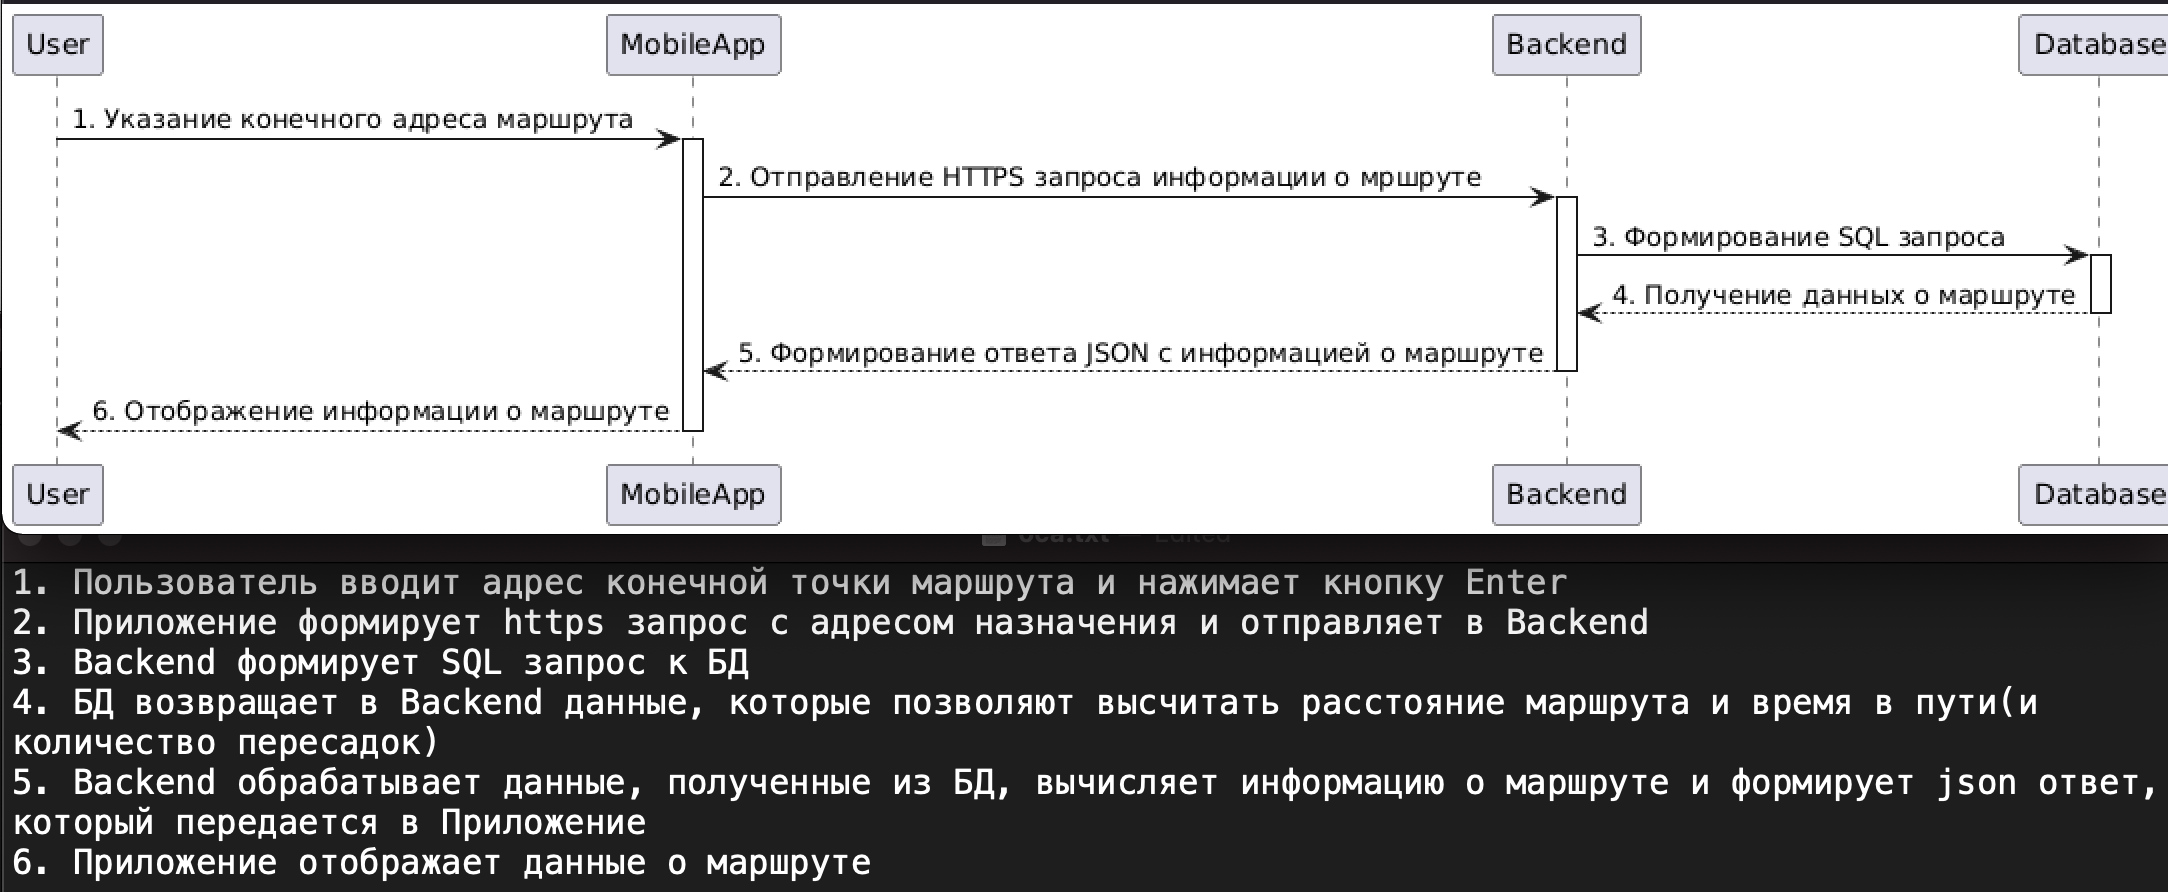 User MobileApp Backend Database
1. Указание конечного адреса маршрута
2. Отправление HTTPS запроса информации о мршруте
3. Формирование SQL запроса
4. Получение данных о маршруте
5. Формирование ответа JSON с информацией о маршруте
6. Отображение информации о маршруте
User MobileApp Backend Database
oca.txt — Edited
1. Пользователь вводит адрес конечной точки маршрута и нажимает кнопку Enter
2. Приложение формирует https запрос с адресом назначения и отправляет в Backend
3. Backend формирует SQL запрос к БД
4. БД возвращает в Backend данные, которые позволяют высчитать расстояние маршрута и время в пути(и
количество пересадок)
5. Backend обрабатывает данные, полученные из БД, вычисляет информацию о маршруте и формирует json ответ,
который передается в Приложение
6. Приложение отображает данные о маршруте